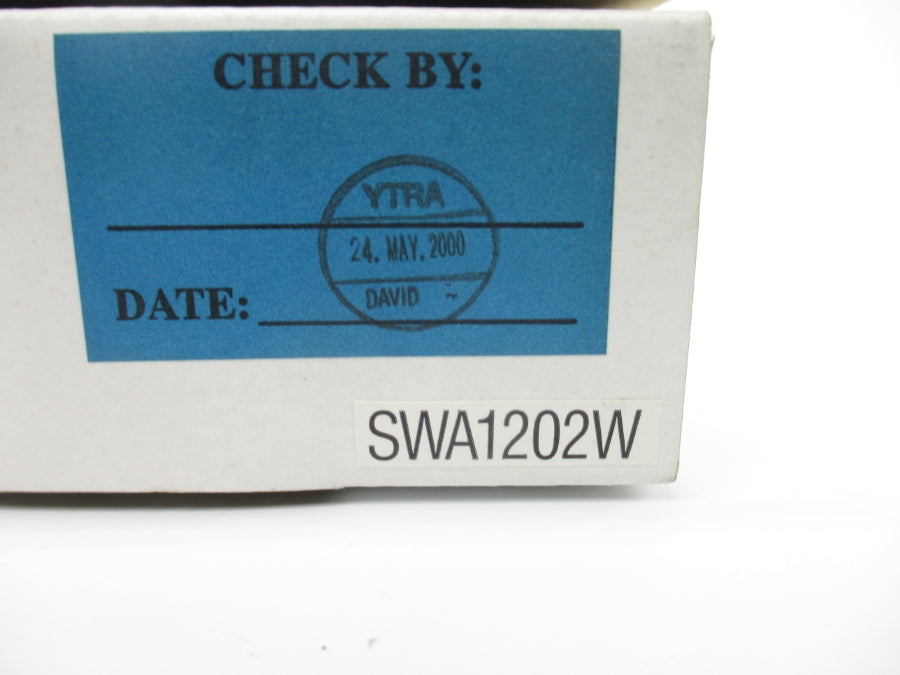 CHECK BY:
YTRA
24. MAY. 2000
DATE:
DAVID ~
SWA1202W